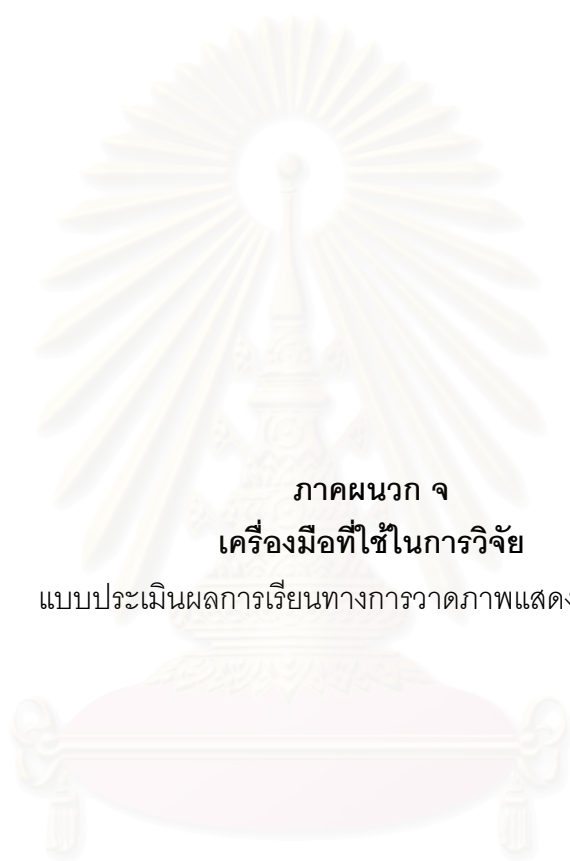 ภาคผนวก จ
เครื่องมือที่ใช้ในการวิจัย
แบบประเมินผลการเรียนทางการวาดภาพแสดง